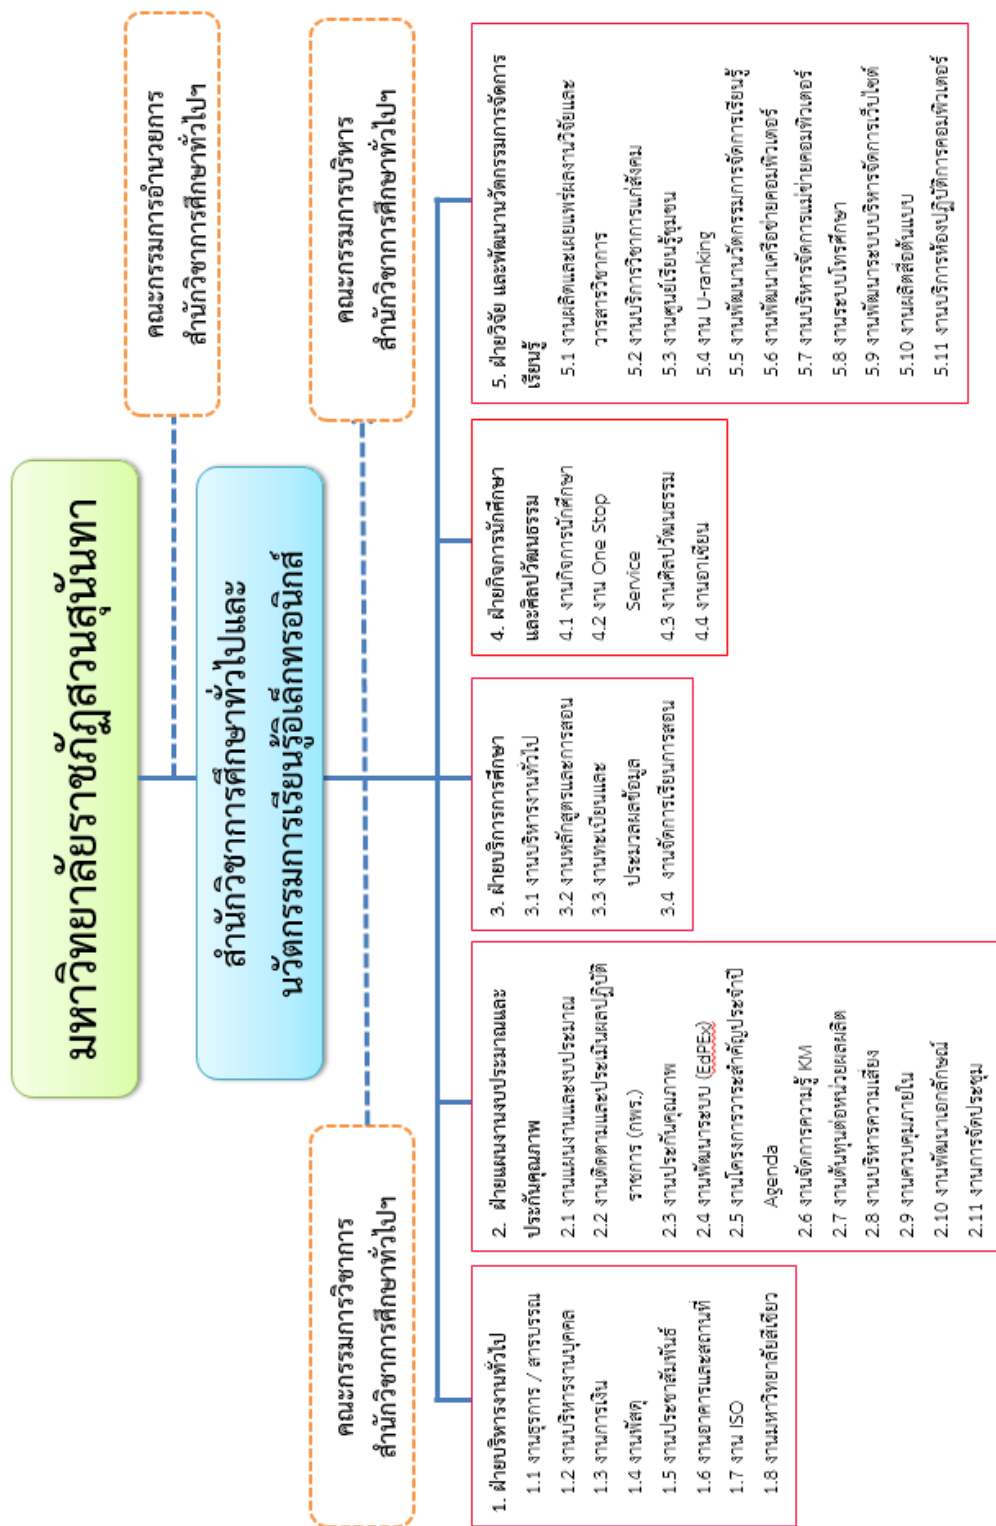 มหาวิทยาลัยราชภัฏสวนสุนันทา
คณะกรรมการอำนวยการ
สำนักวิชาการศึกษาทั่วไปฯ
สำนักวิชาการศึกษาทั่วไปและ
นวัตกรรมการเรียนรู้อิเล็กทรอนิกส์
คณะกรรมการวิชาการ
สำนักวิชาการศึกษาทั่วไปฯ
คณะกรรมการบริหาร
สำนักวิชาการศึกษาทั่วไปฯ
1. ฝ่ายบริหารงานทั่วไป
1.1 งานธุรการ / สารบรรณ
1.2 งานบริหารงานบุคคล
1.3 งานการเงิน
1.4 งานพัสดุ
1.5 งานประชาสัมพันธ์
1.6 งานอาคารและสถานที่
1.7 งาน ISO
1.8 งานมหาวิทยาลัยสีเขียว
2. ฝ่ายแผนงานงบประมาณและ
ประกันคุณภาพ
2.1 งานแผนงานและงบประมาณ
2.2 งานติดตามและประเมินผลปฏิบัติ
ราชการ (กพร.)
2.3 งานประกันคุณภาพ
2.4 งานพัฒนาระบบ (EdPEx)
2.5 งานโครงการวาระสำคัญประจำปี
Agenda
2.6 งานจัดการความรู้ KM
2.7 งานต้นทุนต่อหน่วยผลผลิต
2.8 งานบริหารความเสี่ยง
2.9 งานควบคุมภายใน
2.10 งานพัฒนาเอกลักษณ์
2.11 งานการจัดประชุม
3. ฝ่ายบริการการศึกษา
3.1 งานบริหารงานทั่วไป
3.2 งานหลักสูตรและการสอน
3.3 งานทะเบียนและ
ประมวลผลข้อมูล
3.4 งานจัดการเรียนการสอน
4. ฝ่ายกิจการนักศึกษา
และศิลปวัฒนธรรม
4.1 งานกิจการนักศึกษา
4.2 งาน One Stop
Service
4.3 งานศิลปวัฒนธรรม
4.4 งานอาเซียน
5. ฝ่ายวิจัย และพัฒนานวัตกรรมการจัดการ
เรียนรู้
5.1 งานผลิตและเผยแพร่ผลงานวิจัยและ
วารสารวิชาการ
5.2 งานบริการวิชาการแก่สังคม
5.3 งานศูนย์เรียนรู้ชุมชน
5.4 งาน U-ranking
5.5 งานพัฒนานวัตกรรมการจัดการเรียนรู้
5.6 งานพัฒนาเครือข่ายคอมพิวเตอร์
5.7 งานบริหารจัดการแม่ข่ายคอมพิวเตอร์
5.8 งานระบบโทรศึกษา
5.9 งานพัฒนาระบบบริหารจัดการเว็บไซต์
5.10 งานผลิตสื่อต้นแบบ
5.11 งานบริการห้องปฏิบัติการคอมพิวเตอร์